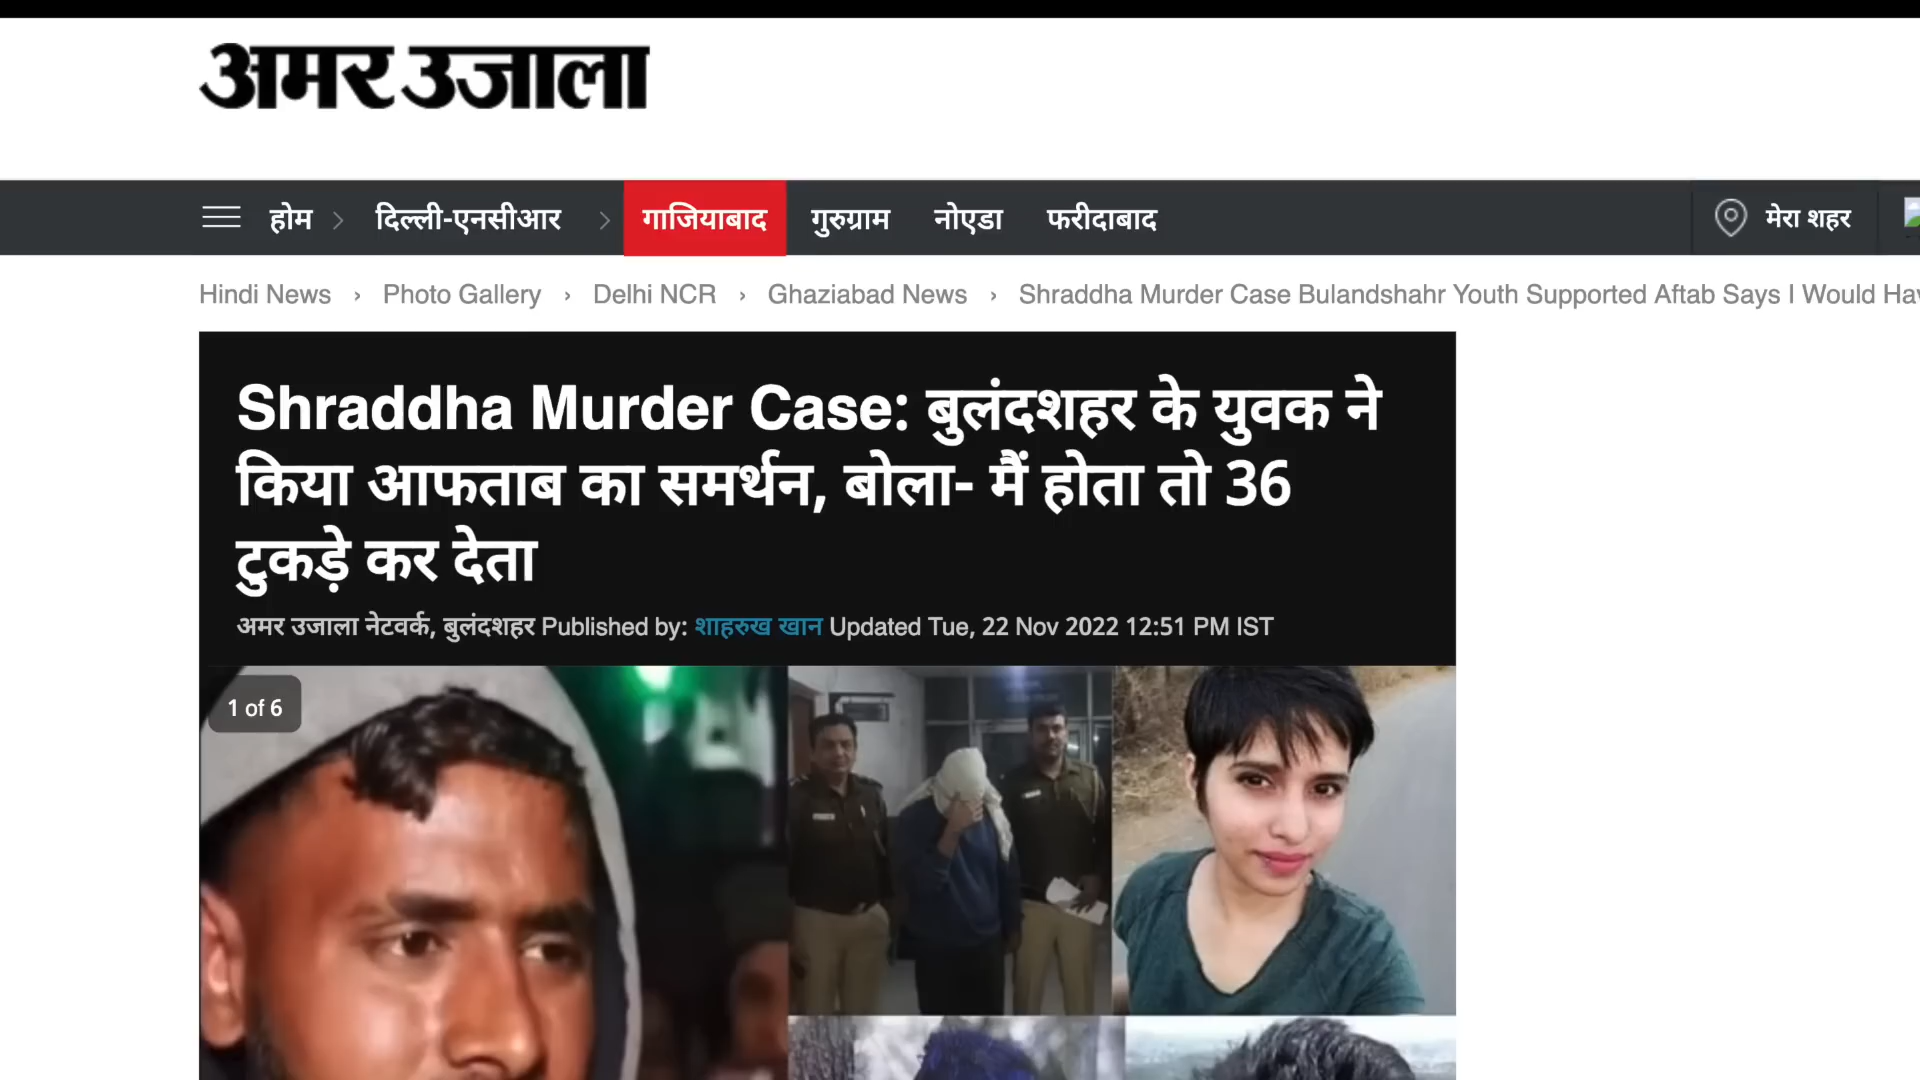 अमर उजाला
होम › दिल्ली-एनसीआर › गाजियाबाद गुरुग्राम नोएडा फरीदाबाद मेरा शहर
Hindi News › Photo Gallery › Delhi NCR › Ghaziabad News › Shraddha Murder Case Bulandshahr Youth Supported Aftab Says I Would
Shraddha Murder Case: बुलंदशहर के युवक ने
किया आफताब का समर्थन, बोला- मैं होता तो 36
टुकड़े कर देता
अमर उजाला नेटवर्क, बुलंदशहर Published by: शाहरुख खान Updated Tue, 22 Nov 2022 12:51 PM IST
1 of 6